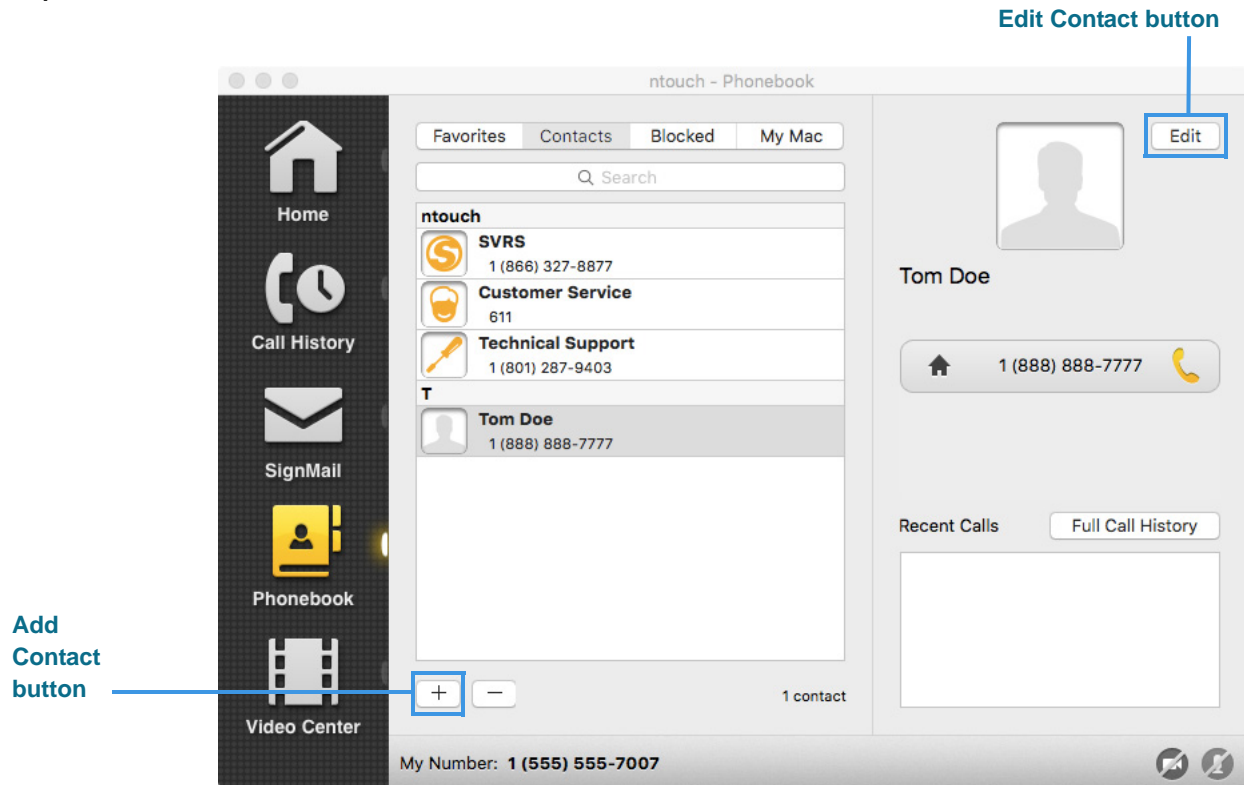 Edit Contact button
ntouch - Phonebook
Favorites Contacts Blocked My Mac
Edit
Search
Home
ntouch
SVRS
1 (866) 327-8877
Customer Service
611
Tom Doe
Call History
Technical Support
1 (801) 287-9403
1 (888) 888-7777
T
Tom Doe
1 (888) 888-7777
SignMail
Recent Calls Full Call History
Phonebook
Add
Contact
button
+ − 1 contact
Video Center
My Number: 1 (555) 555-7007